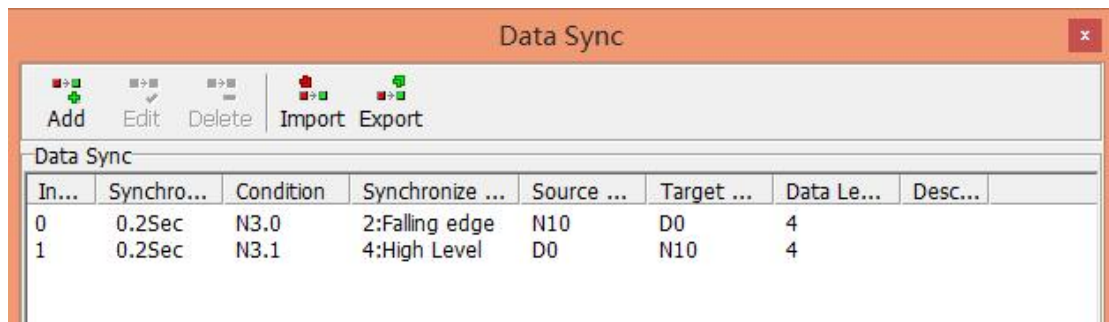 Data Sync
x
Add Edit Delete Import Export
Data Sync
In... Synchro... Condition Synchronize ... Source ... Target ... Data Le... Desc...
0 0.2Sec N3.0 2:Falling edge N10 D0 4
1 0.2Sec N3.1 4:High Level D0 N10 4